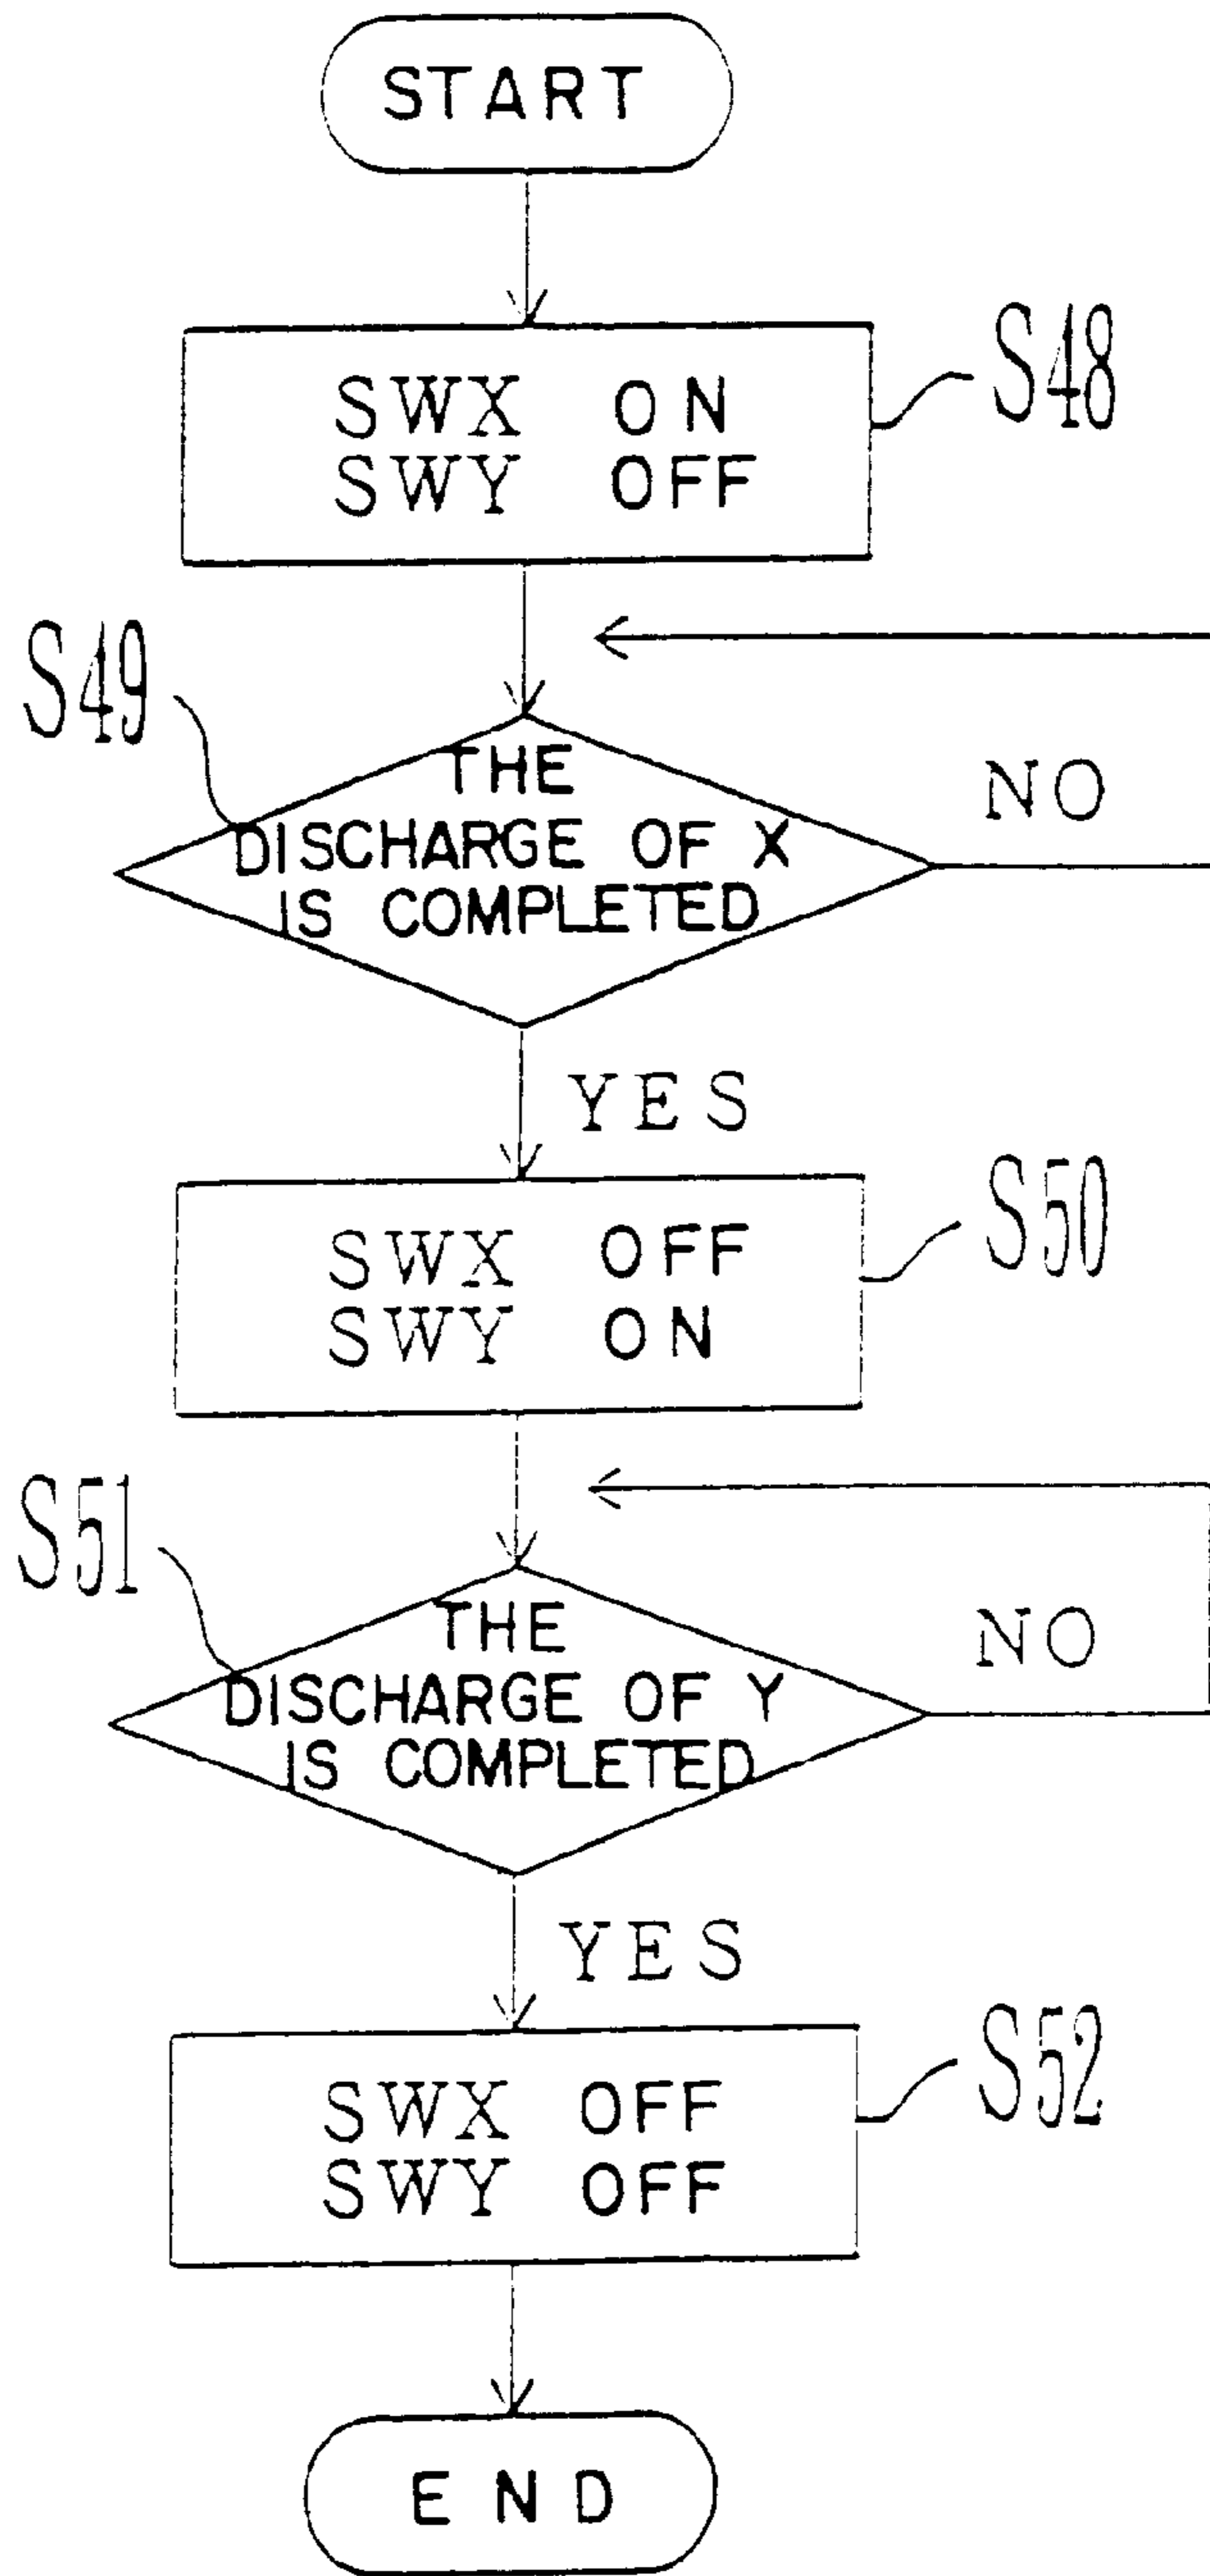 START
SWX ON
SWY OFF
S48
S49
THE
DISCHARGE OF X
IS COMPLETED
NO
YES
SWX OFF
SWY ON
S50
S51
THE
DISCHARGE OF Y
IS COMPLETED
NO
YES
SWX OFF
SWY OFF
S52
END